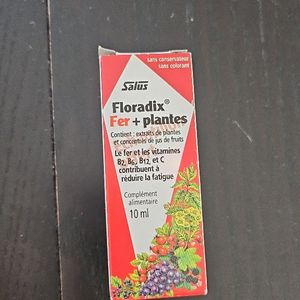 sans conservateur
sans colorant
Salus
Floradix®
Fer + plantes
Contient : extraits de plantes
et concentrés de jus de fruits
Le fer et les vitamines
B2, B6, B12, et C
contribuent à
réduire la fatigue
Complément
alimentaire
10 ml